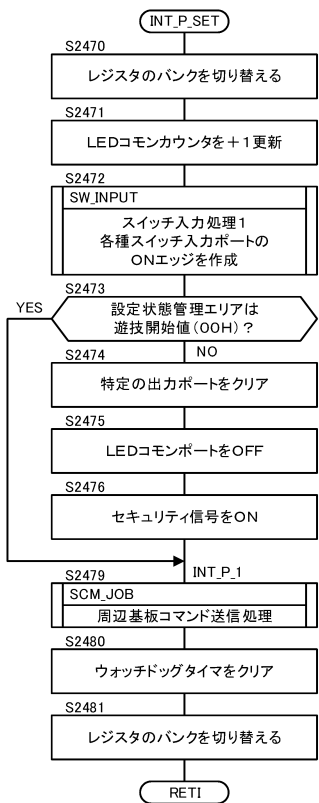 INT_P_SET
S2470
レジスタのバンクを切り替える
S2471
LEDコモンカウンタを+1更新
S2472
SW_INPUT
スイッチ入力処理1
各種スイッチ入力ポートの
ONエッジを作成
S2473
設定状態管理エリアは
遊技開始値(00H)?
YES
NO
S2474
特定の出力ポートをクリア
S2475
LEDコモンポートをOFF
S2476
セキュリティ信号をON
INT_P_1
S2479
SCM_JOB
周辺基板コマンド送信処理
S2480
ウォッチドッグタイマをクリア
S2481
レジスタのバンクを切り替える
RETI